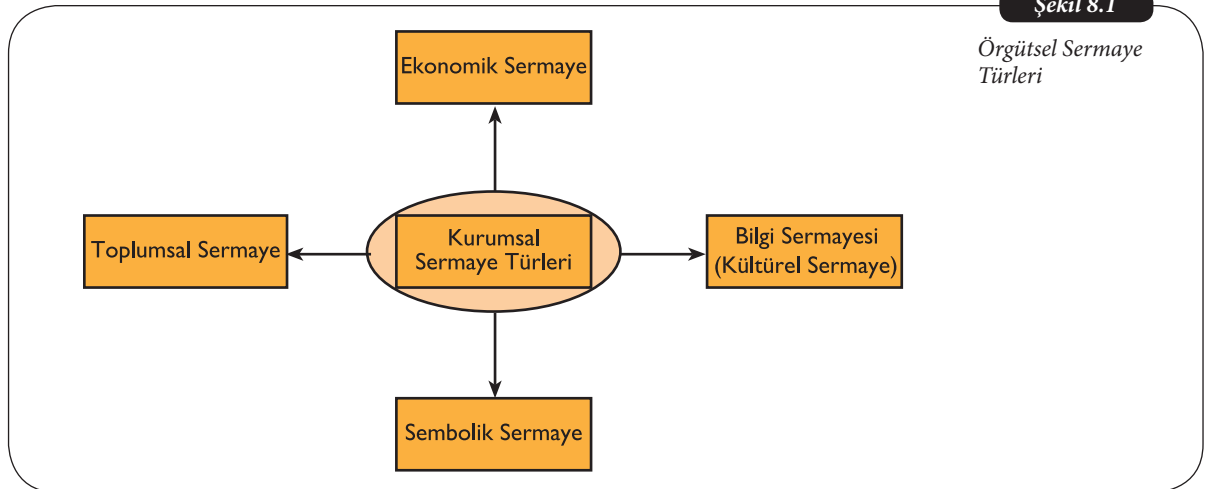 Şekil 8.1
Örgütsel Sermaye
Türleri
Ekonomik Sermaye
Toplumsal Sermaye
Kurumsal
Sermaye Türleri
Bilgi Sermayesi
(Kültürel Sermaye)
Sembolik Sermaye